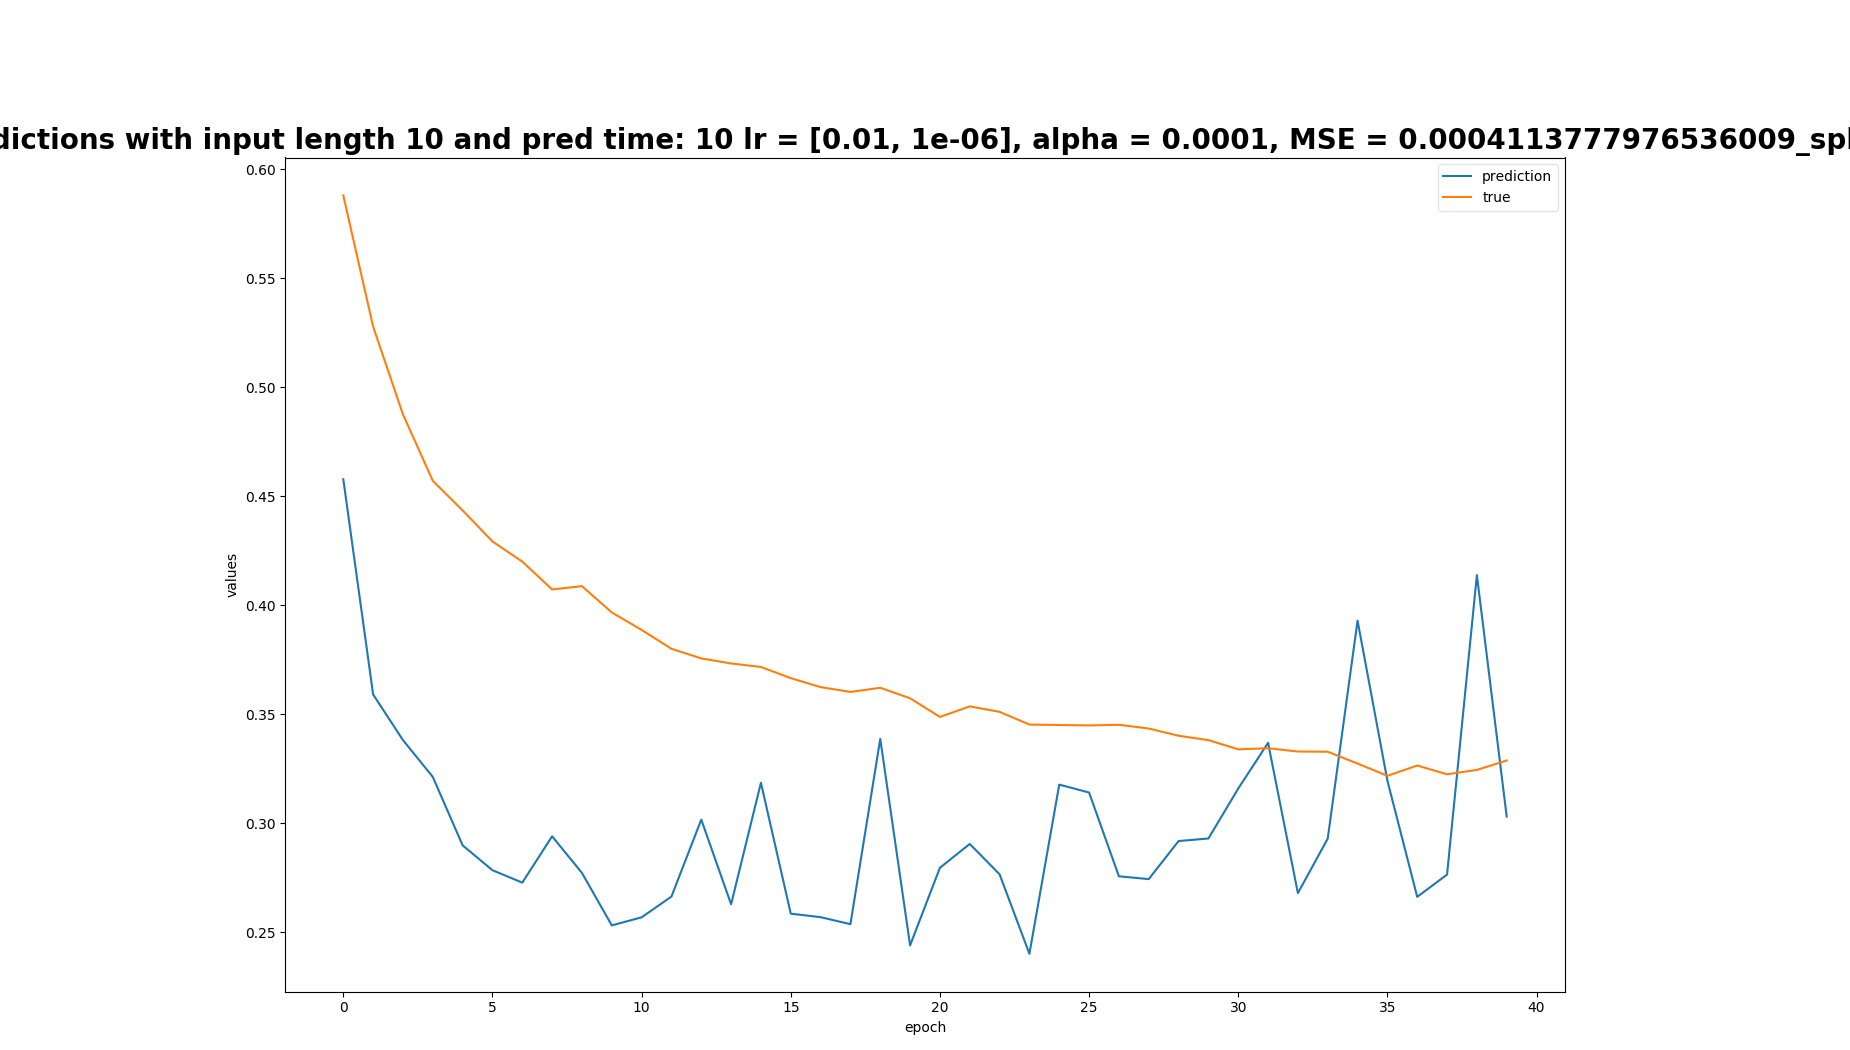 dictions with input length 10 and pred time: 10 lr = [0.01, 1e-06], alpha = 0.0001, MSE = 0.0004113777976536009_spl
prediction
true
0.60
0.55
0.50
0.45
0.40
0.35
0.30
0.25
values
0 5 10 15 20 25 30 35 40
epoch